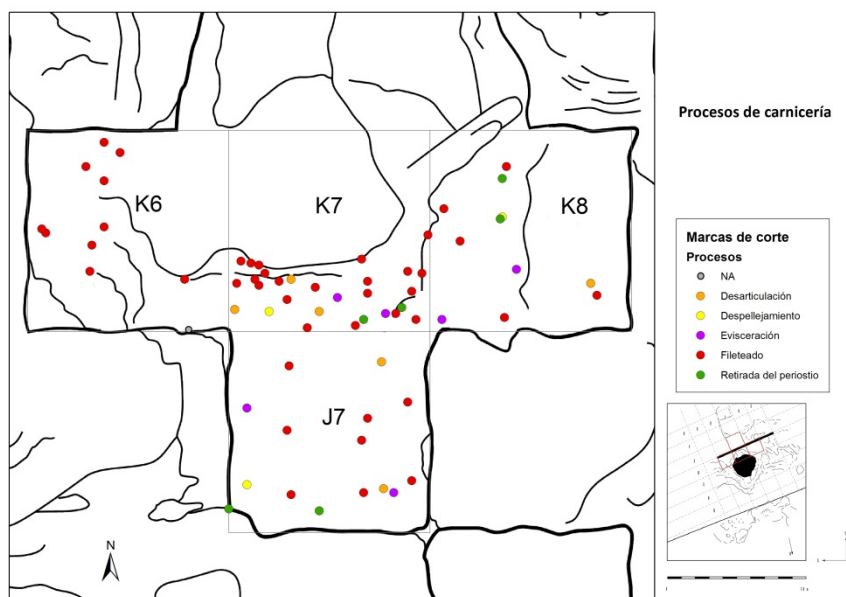 Procesos de carnicería
K6
K7
K8
J7
N
Marcas de corte
Procesos
NA
Desarticulación
Despellejamiento
Evisceración
Fileteado
Retirada del periostio